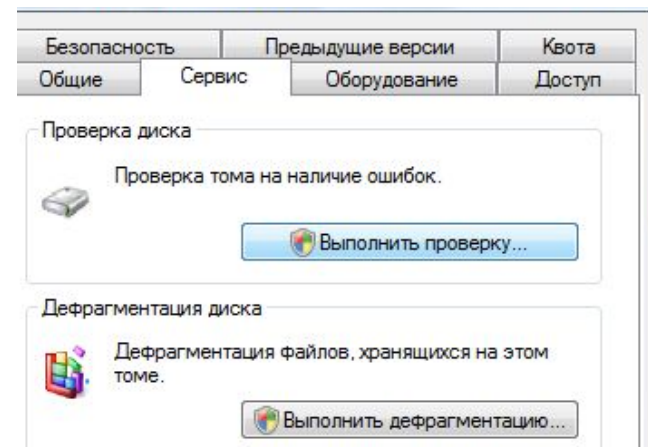 Безопасность Предыдущие версии Квота
Общие Сервис Оборудование Доступ
Проверка диска
Проверка тома на наличие ошибок.
Выполнить проверку...
Дефрагментация диска
Дефрагментация файлов, хранящихся на этом
томе.
Выполнить дефрагментацию...